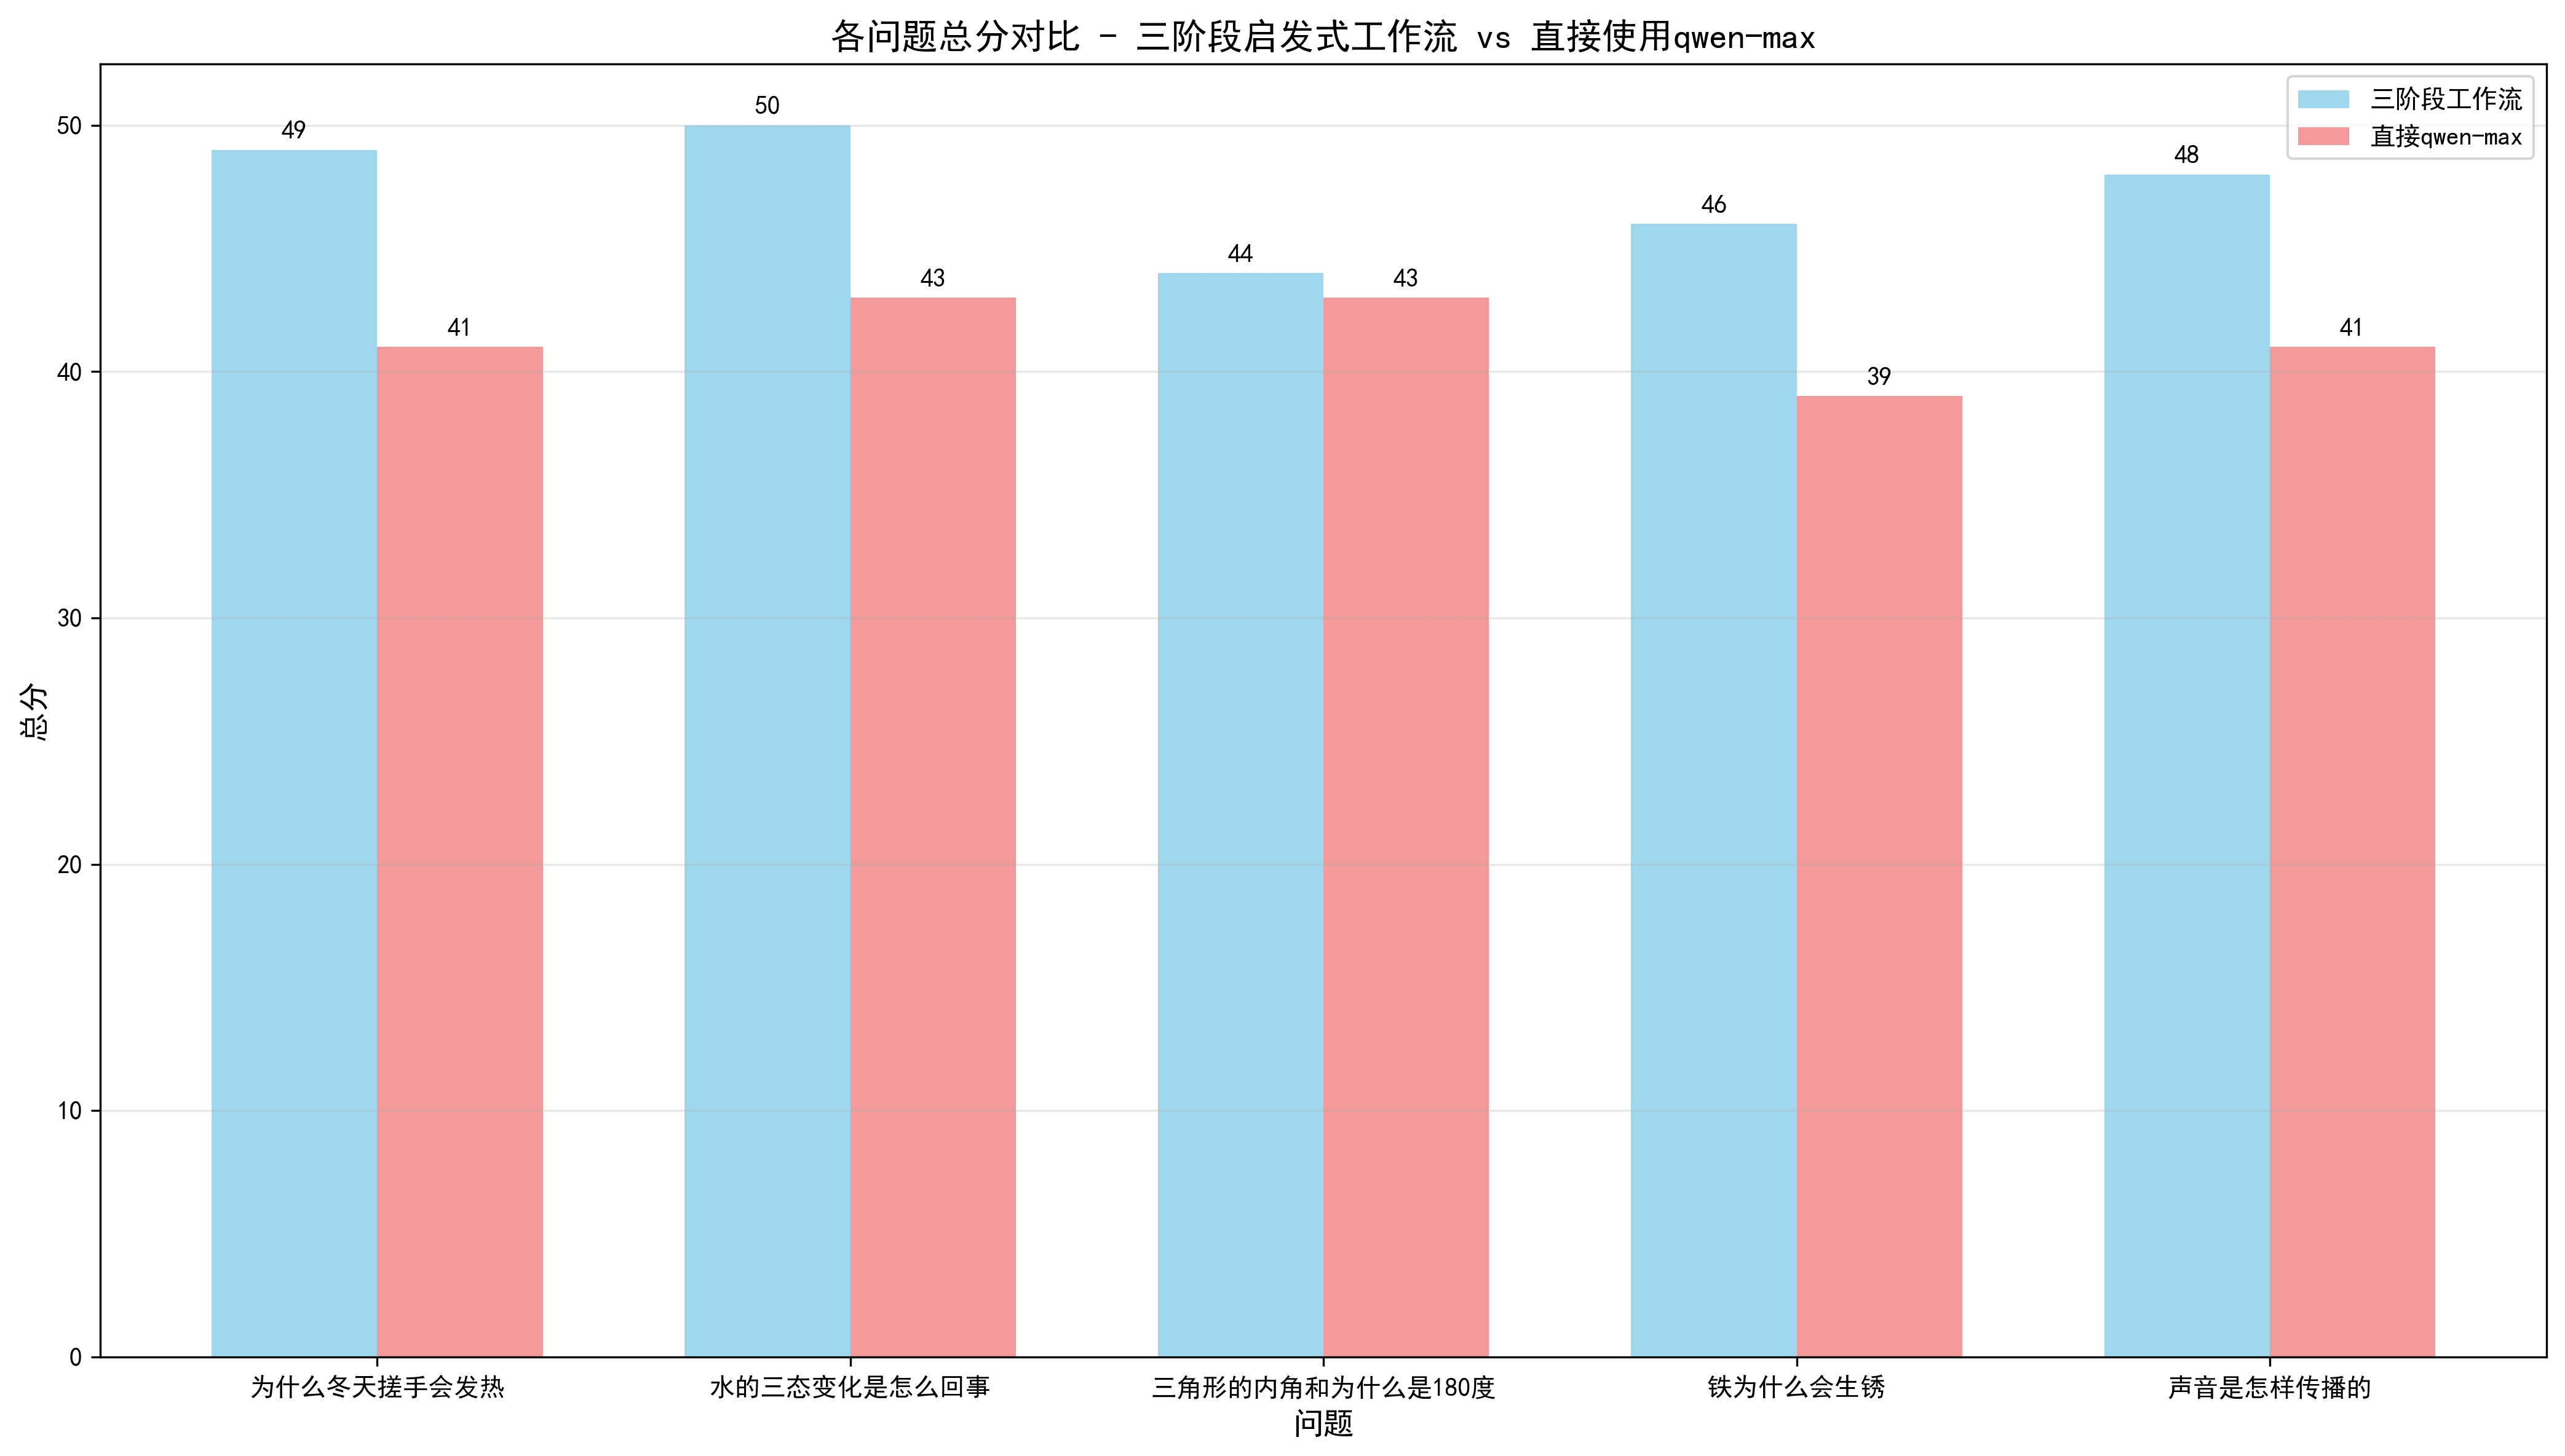 各问题总分对比 - 三阶段启发式工作流 vs 直接使用qwen-max
三阶段工作流
直接qwen-max
总分
50
40
30
20
10
0
49
41
50
43
44
43
46
39
48
41
为什么冬天搓手会发热
水的三态变化是怎么回事
三角形的内角和为什么是180度
铁为什么会生锈
声音是怎样传播的
问题